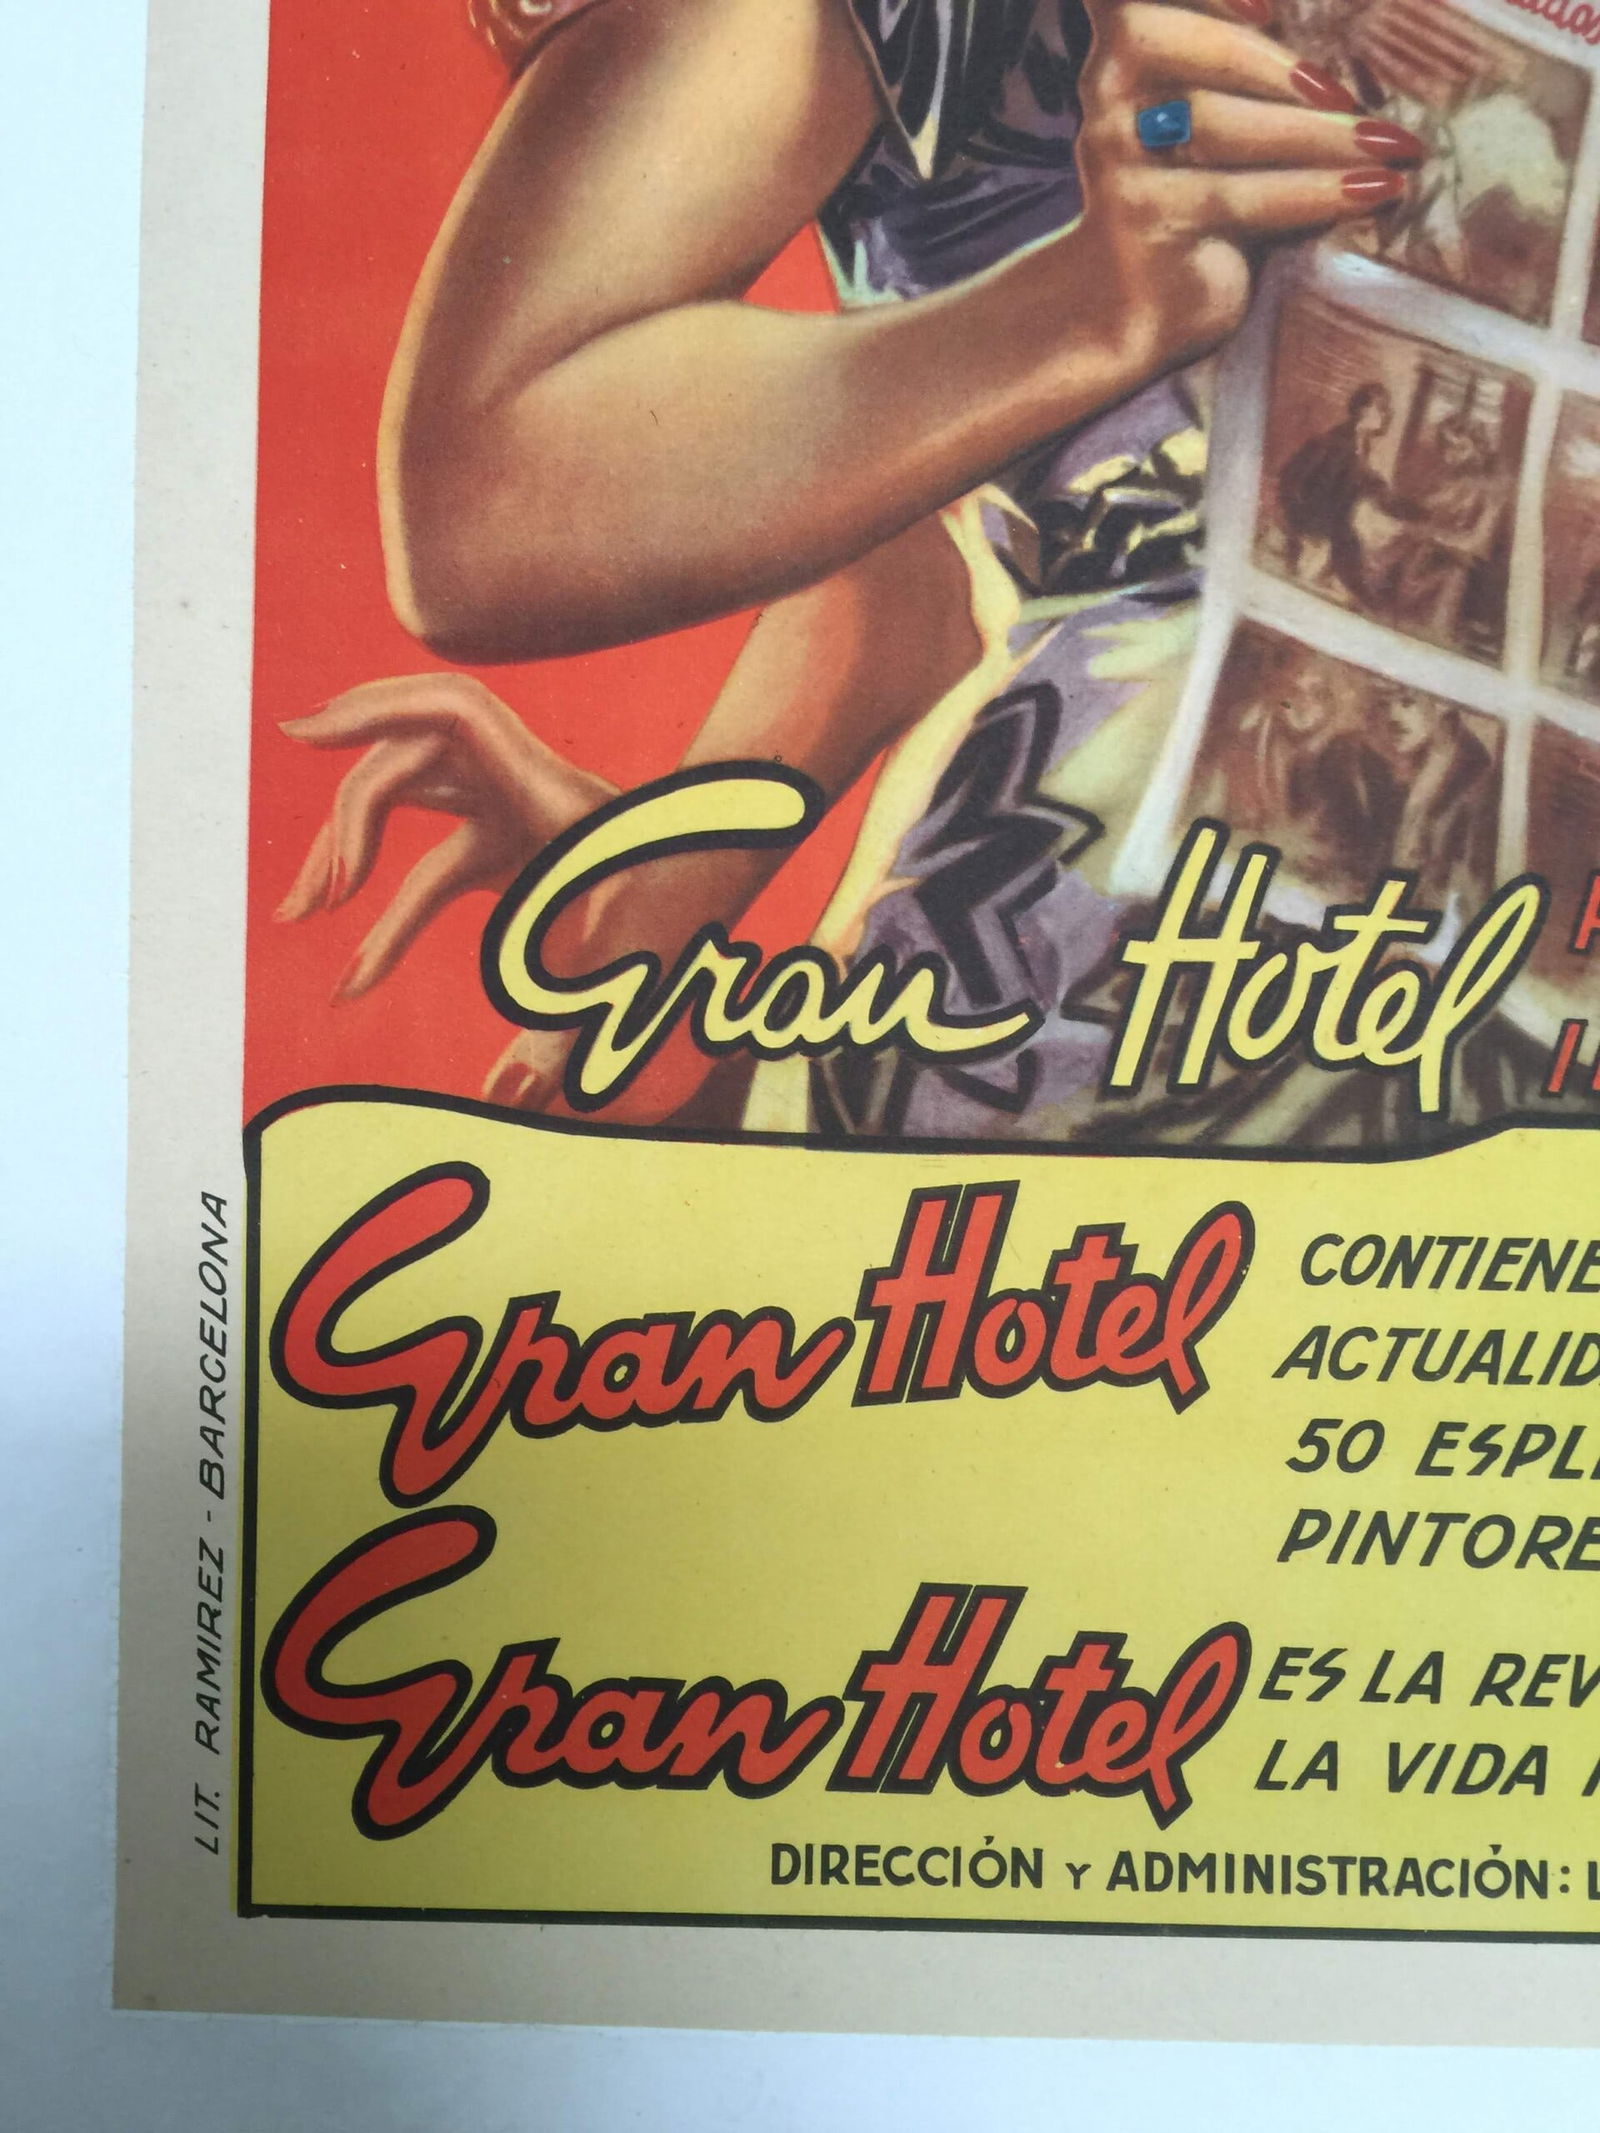 Gran Hotel
Gran Hotel CONTIENE
ACTUALID
50 ESPL
PINTORE
Gran Hotel ES LA REV
LA VIDA
DIRECCIÓN Y ADMINISTRACIÓN: L
LIT. RAMIREZ - BARCELONA